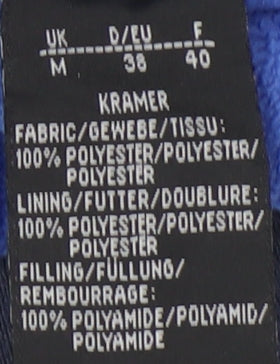 UK D/EU F
M 38 40
KRAMER
FABRIC/GEWEBE/TISSU:
100% POLYESTER/POLYESTER/
POLYESTER
LINING/FUTTER/DOUBLURE:
100% POLYESTER/POLYESTER/
POLYESTER
FILLING/FÜLLUNG/
REMBOURRAGE:
100% POLYAMIDE/POLYAMID/
POLYAMIDE